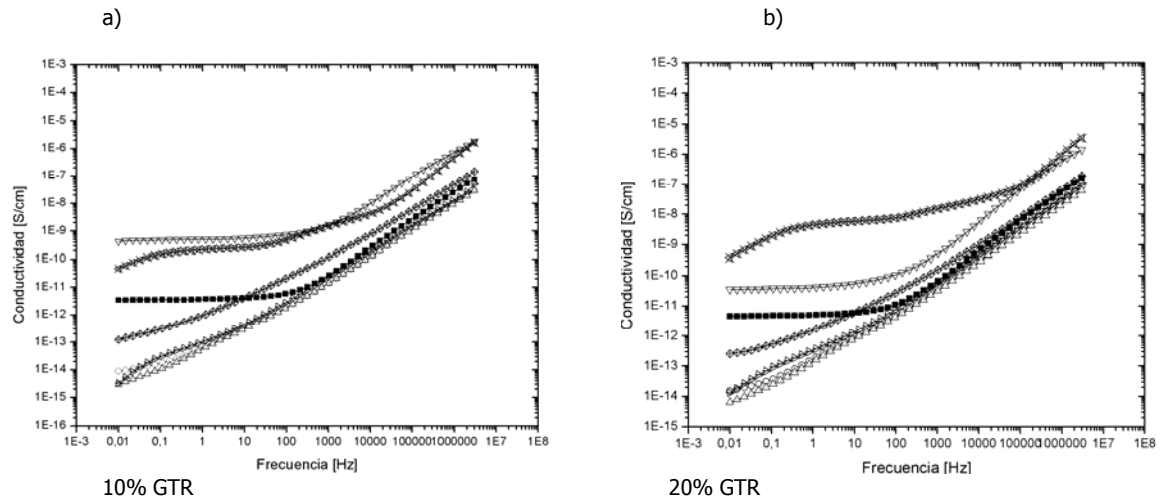 a)
b)
1E-3
1E-4
1E-5
1E-6
1E-7
1E-8
1E-9
1E-10
1E-11
1E-12
1E-13
1E-14
1E-15
1E-16
Conductividad [S/cm]
1E-3 0,01 0,1 1 10 100 1000 10000 100000 1000000 1E7 1E8
Frecuencia [Hz]
10% GTR
1E-3
1E-4
1E-5
1E-6
1E-7
1E-8
1E-9
1E-10
1E-11
1E-12
1E-13
1E-14
1E-15
Conductividad [S/cm]
1E-3 0,01 0,1 1 10 100 1000 10000 100000 1000000 1E7 1E8
Frecuencia [Hz]
20% GTR